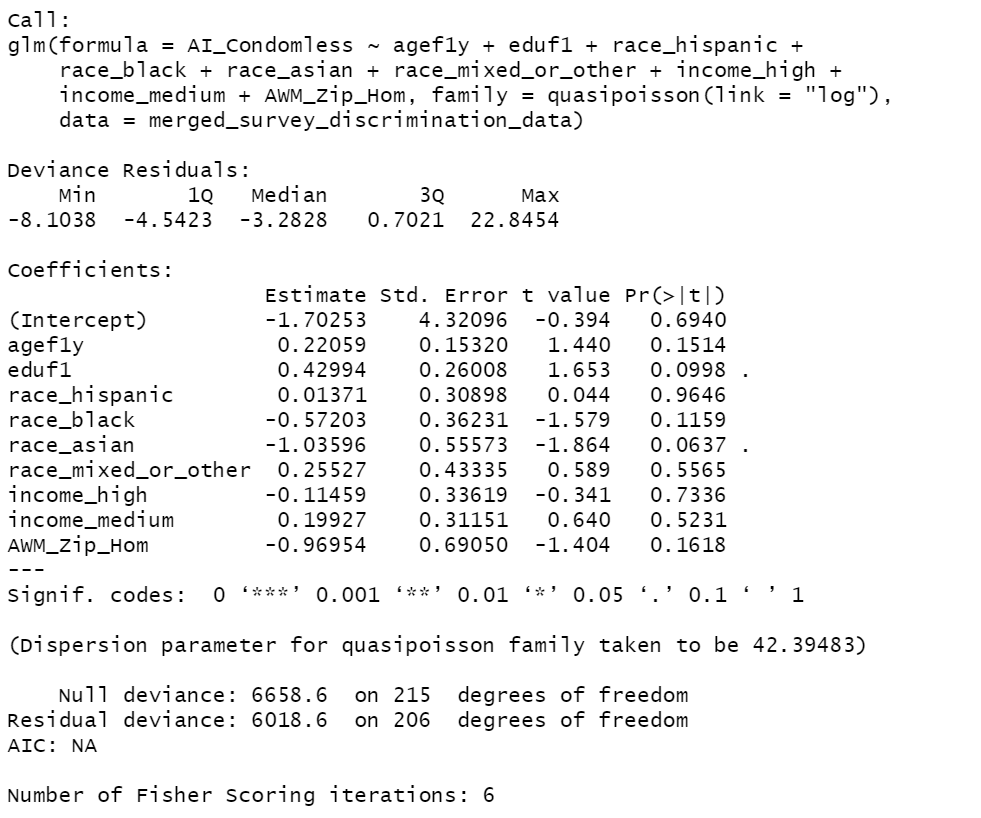 Call:
glm(formula = AI_Condomless ~ agef1y + eduf1 + race_hispanic +
    race_black + race_asian + race_mixed_or_other + income_high +
    income_medium + AWM_Zip_Hom, family = quasipoisson(link = "log"),
    data = merged_survey_discrimination_data)

Deviance Residuals:
    Min       1Q   Median       3Q      Max
-8.1038  -4.5423  -3.2828   0.7021  22.8454

Coefficients:
                    Estimate Std. Error t value Pr(>|t|)
(Intercept)         -1.70253    4.32096  -0.394   0.6940
agef1y               0.22059    0.15320   1.440   0.1514
eduf1                0.42994    0.26008   1.653   0.0998 .
race_hispanic        0.01371    0.30898   0.044   0.9646
race_black          -0.57203    0.36231  -1.579   0.1159
race_asian          -1.03596    0.55573  -1.864   0.0637 .
race_mixed_or_other  0.25527    0.43335   0.589   0.5565
income_high         -0.11459    0.33619  -0.341   0.7336
income_medium        0.19927    0.31151   0.640   0.5231
AWM_Zip_Hom         -0.96954    0.69050  -1.404   0.1618
---
Signif. codes:  0 ‘***’ 0.001 ‘**’ 0.01 ‘*’ 0.05 ‘.’ 0.1 ‘ ’ 1

(Dispersion parameter for quasipoisson family taken to be 42.39483)

    Null deviance: 6658.6  on 215  degrees of freedom
Residual deviance: 6018.6  on 206  degrees of freedom
AIC: NA

Number of Fisher Scoring iterations: 6